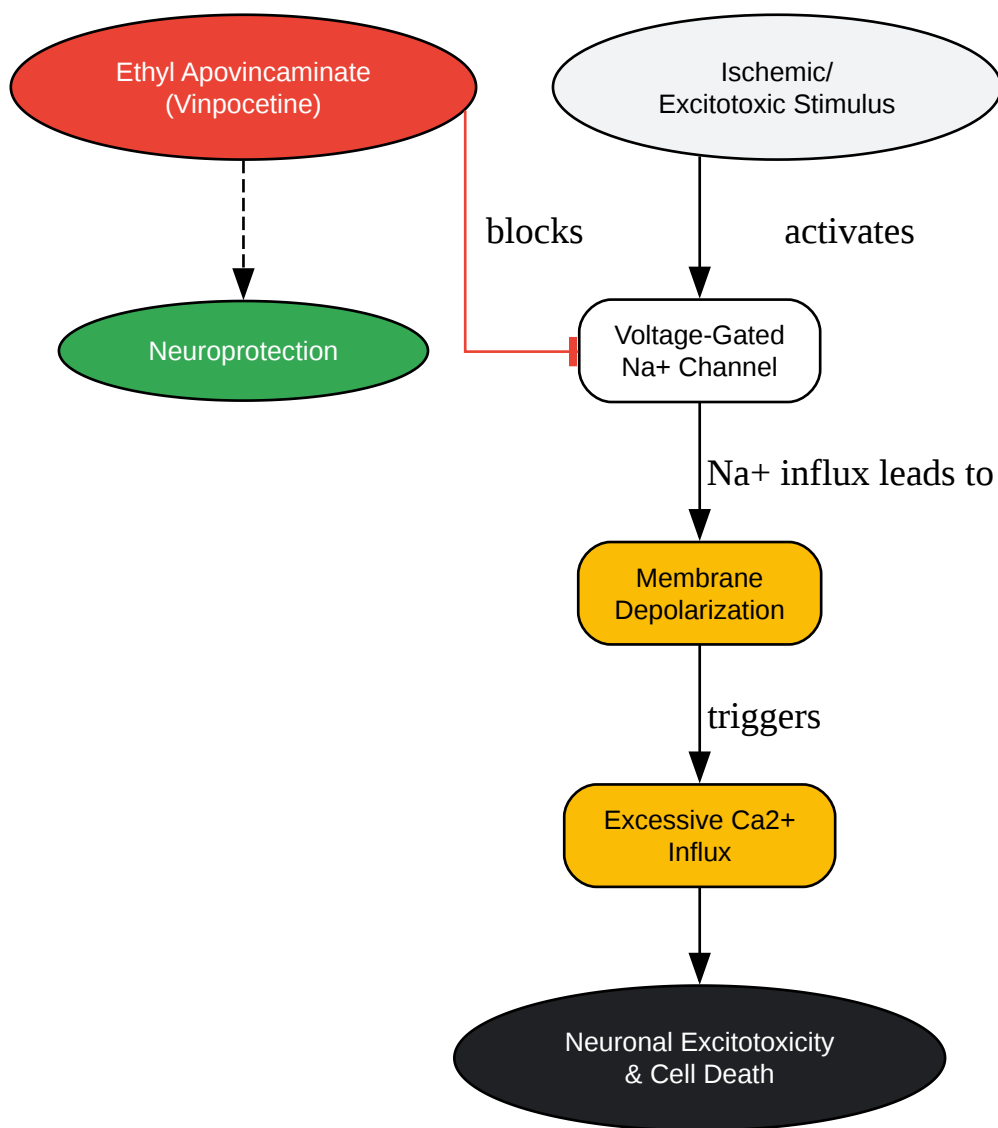 Ethyl Apovincaminate
(Vinpocetine)
Ischemic/
Excitotoxic Stimulus
blocks
activates
Neuroprotection
Voltage-Gated
Na+ Channel
Na+ influx leads to
Membrane
Depolarization
triggers
Excessive Ca2+
Influx
Neuronal Excitotoxicity
& Cell Death